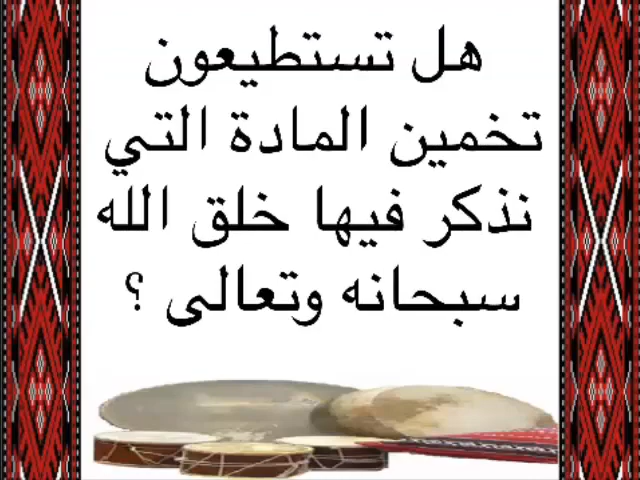 هل تستطيعون
تخمين المادة التي
نذكر فيها خلق الله
سبحانه وتعالى ؟